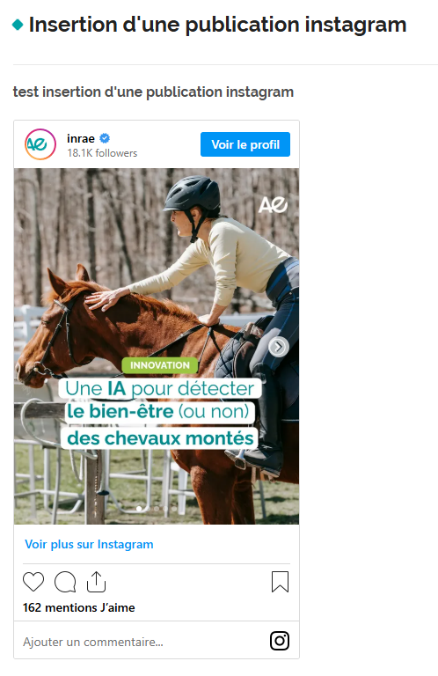 Insertion d'une publication instagram
test insertion d'une publication instagram
inrae
18.1K followers
Voir le profil
INNOVATION
Une IA pour détecter
le bien-être (ou non)
des chevaux montés
Voir plus sur Instagram
162 mentions J'aime
Ajouter un commentaire...